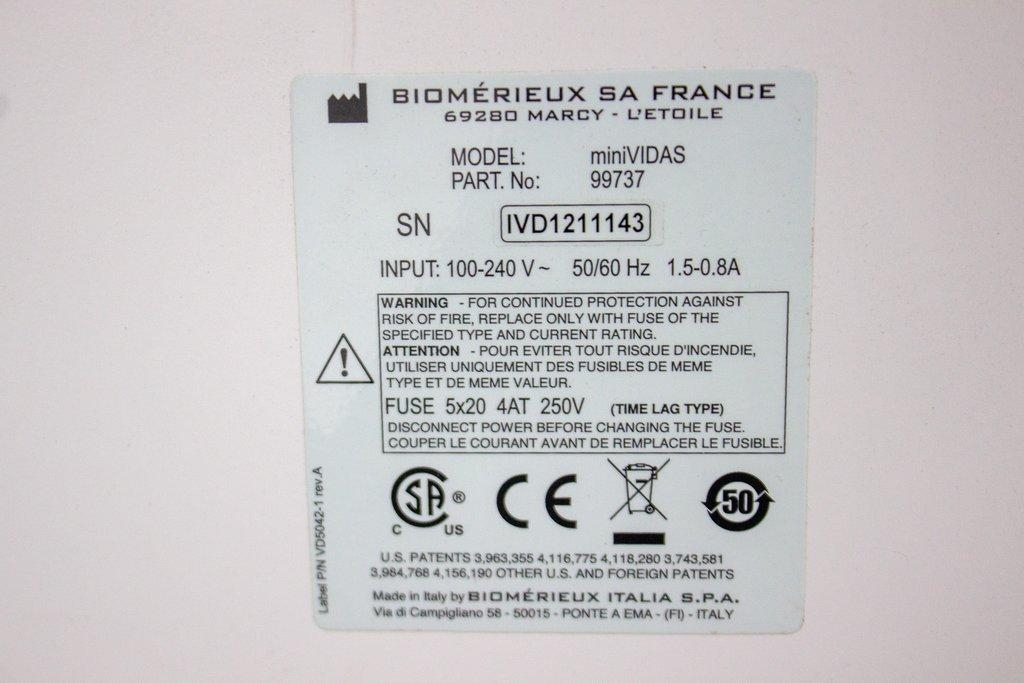 BIOMÉRIEUX SA FRANCE
69280 MARCY - L'ETOILE
MODEL: miniVIDAS
PART. No: 99737
SN IVD1211143
INPUT: 100-240 V ~ 50/60 Hz 1.5-0.8A
WARNING - FOR CONTINUED PROTECTION AGAINST
RISK OF FIRE, REPLACE ONLY WITH FUSE OF THE
SPECIFIED TYPE AND CURRENT RATING.
ATTENTION - POUR EVITER TOUT RISQUE D'INCENDIE,
UTILISER UNIQUEMENT DES FUSIBLES DE MEME
TYPE ET DE MEME VALEUR.
FUSE 5x20 4AT 250V (TIME LAG TYPE)
DISCONNECT POWER BEFORE CHANGING THE FUSE.
COUPER LE COURANT AVANT DE REMPLACER LE FUSIBLE.
C SA ® US
CE
50
U.S. PATENTS 3,963,355 4,116,775 4,118,280 3,743,581
3,984,768 4,156,190 OTHER U.S. AND FOREIGN PATENTS
Made in Italy by BIOMÉRIEUX ITALIA S.P.A.
Via di Campigliano 58 - 50015 - PONTE A EMA - (FI) - ITALY
Label P/N VD5042-1 rev.A